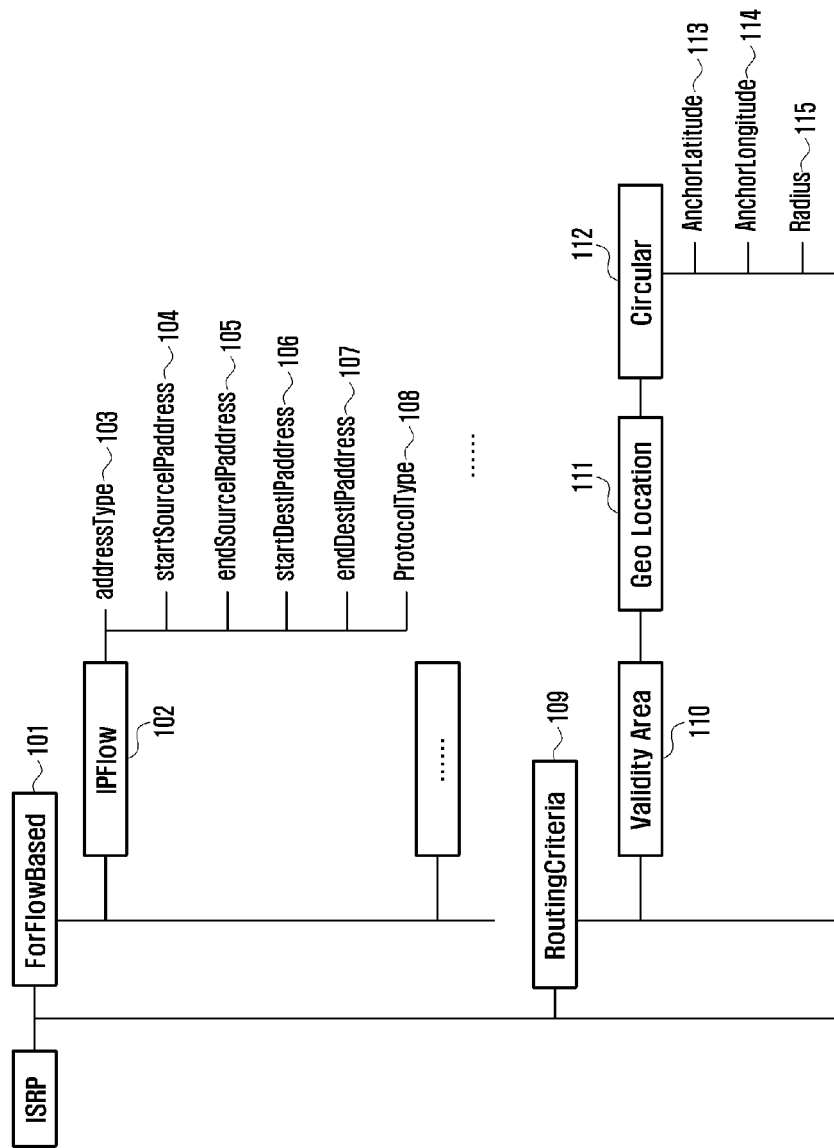 ISRP
ForFlowBased
101
IPFlow
102
addressType 103
startSourceIPaddress 104
endSourceIPaddress 105
startDestIPaddress 106
endDestIPaddress 107
ProtocolType 108
......
......
RoutingCriteria
109
Validity Area
110
Geo Location
111
Circular
112
AnchorLatitude 113
AnchorLongitude 114
Radius 115